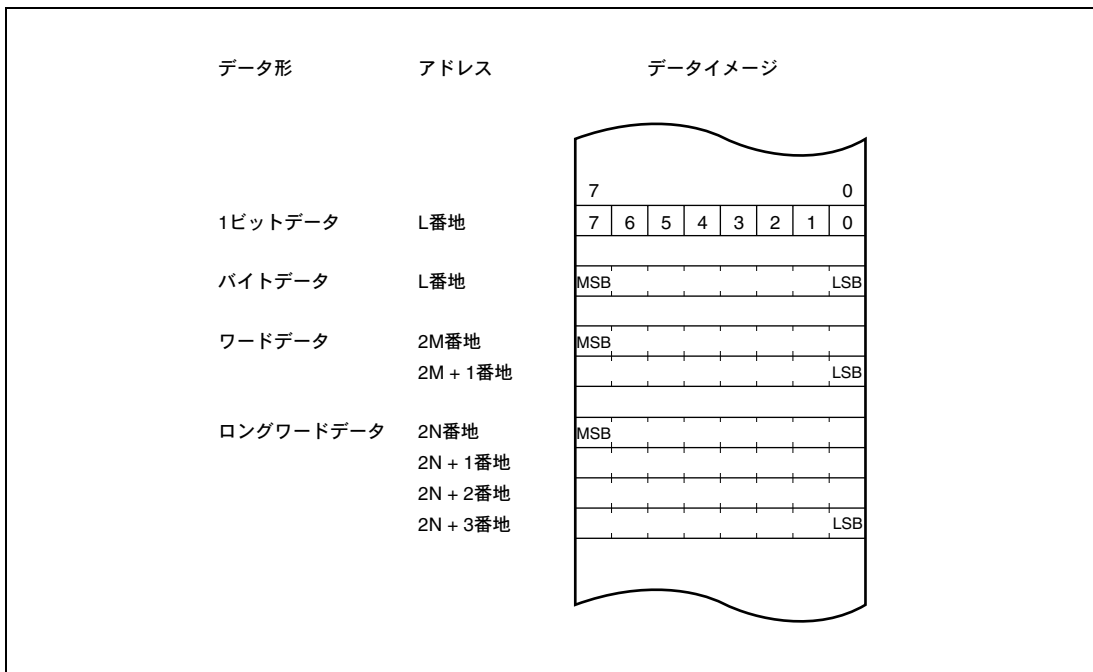 データ形 アドレス データイメージ
7 0
1ビットデータ L番地 7 6 5 4 3 2 1 0
バイトデータ L番地 MSB LSB
ワードデータ 2M番地 MSB
2M + 1番地 LSB
ロングワードデータ 2N番地 MSB
2N + 1番地
2N + 2番地
2N + 3番地 LSB